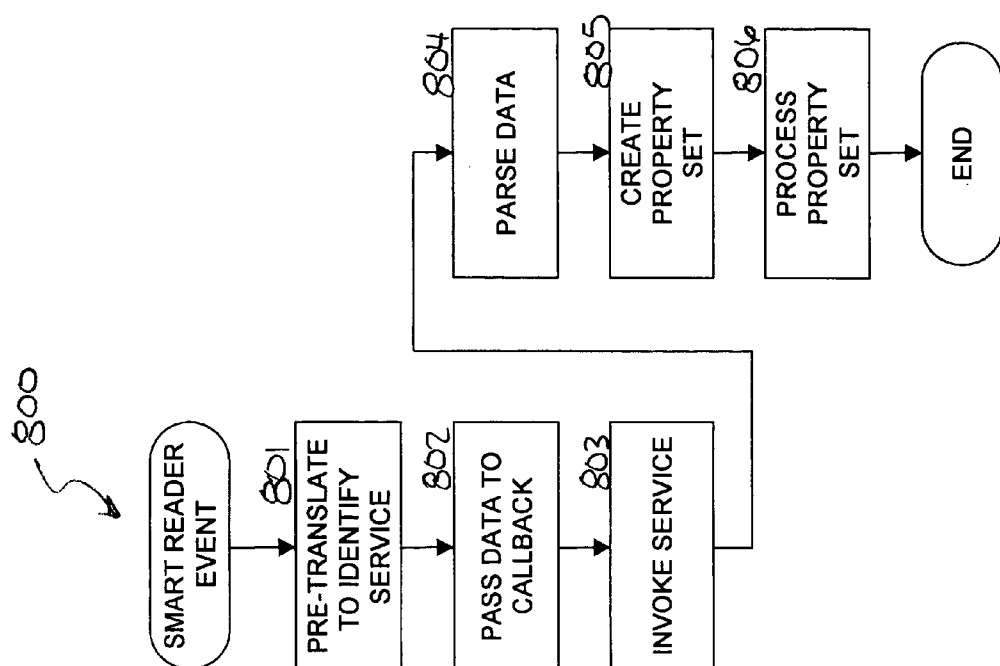 800
SMART READER
EVENT
801
PRE-TRANSLATE
TO IDENTIFY
SERVICE
802
PASS DATA TO
CALLBACK
803
INVOKE SERVICE
804
PARSE DATA
805
CREATE
PROPERTY
SET
806
PROCESS
PROPERTY
SET
END